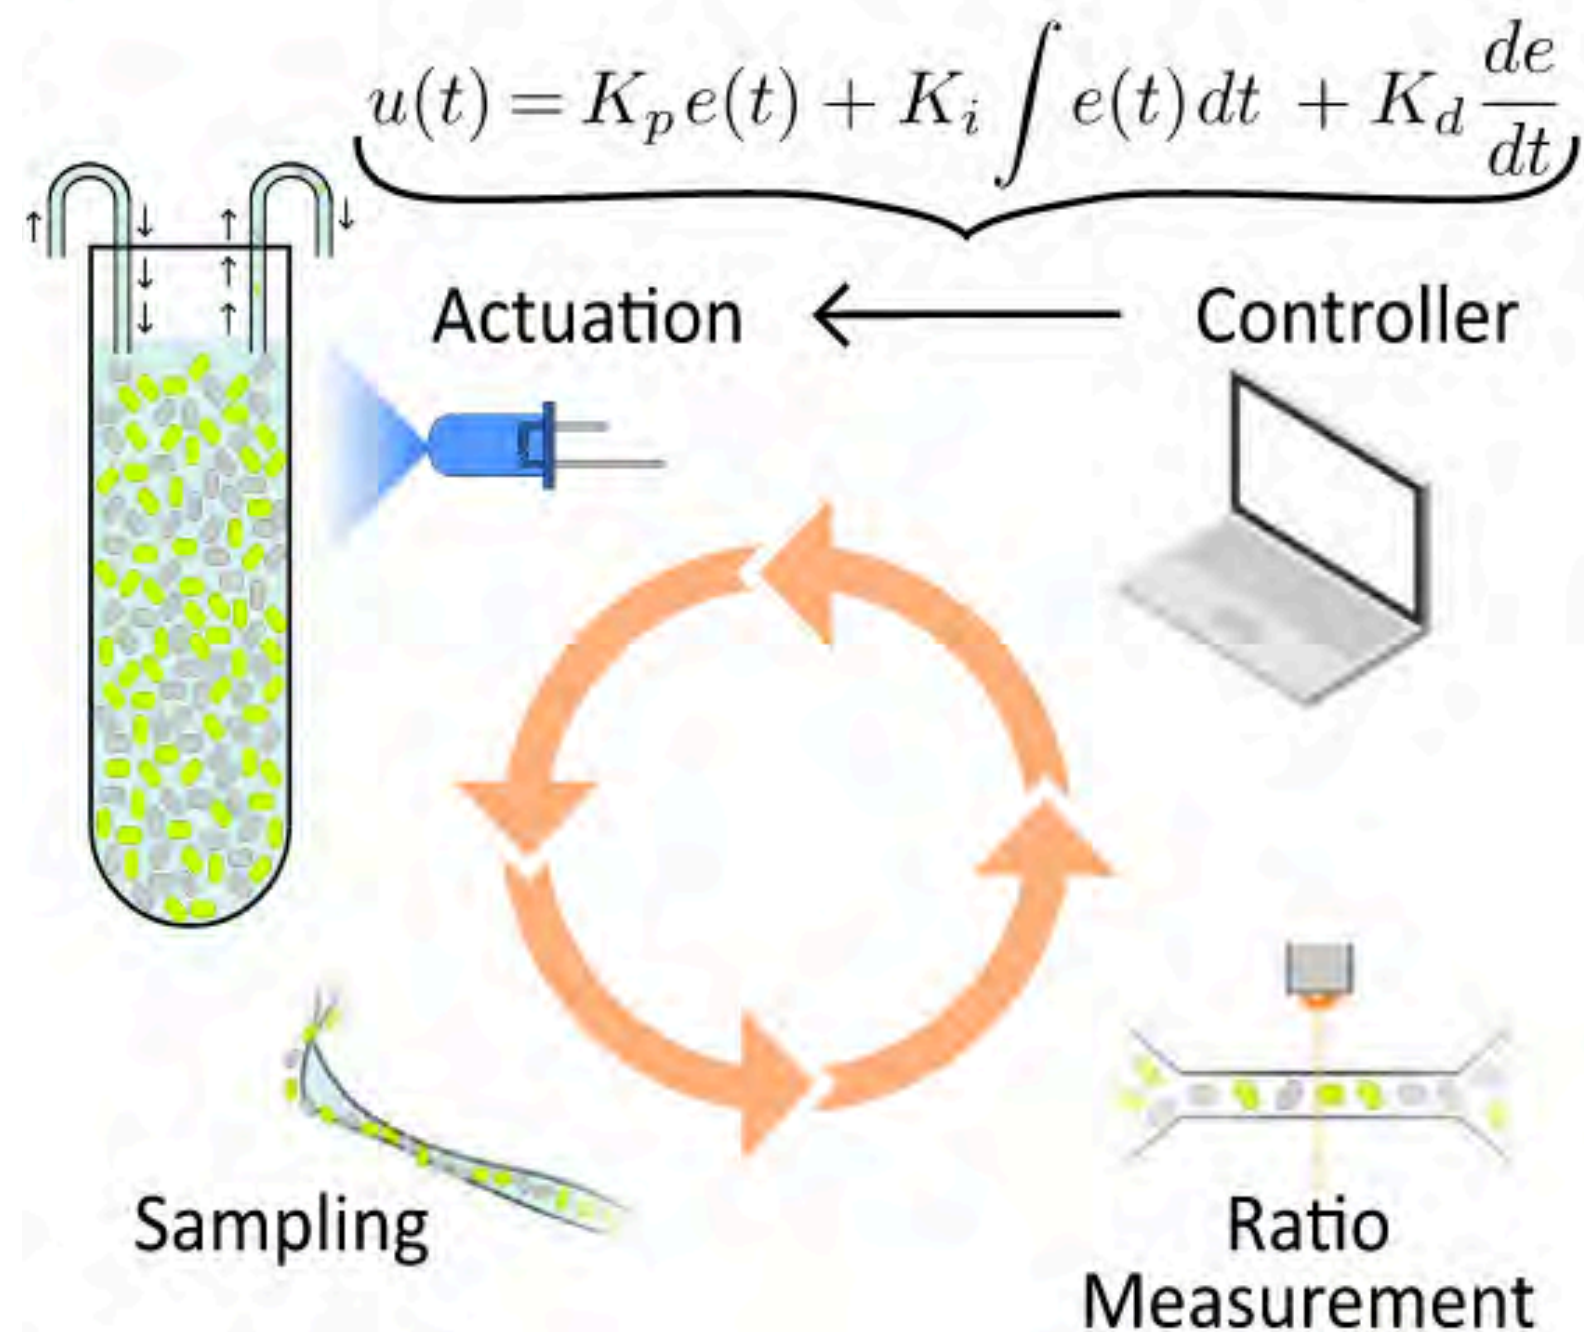 u(t) = K_p e(t) + K_i ∫ e(t) dt + K_d de/dt
Actuation ← Controller
Sampling
Ratio
Measurement